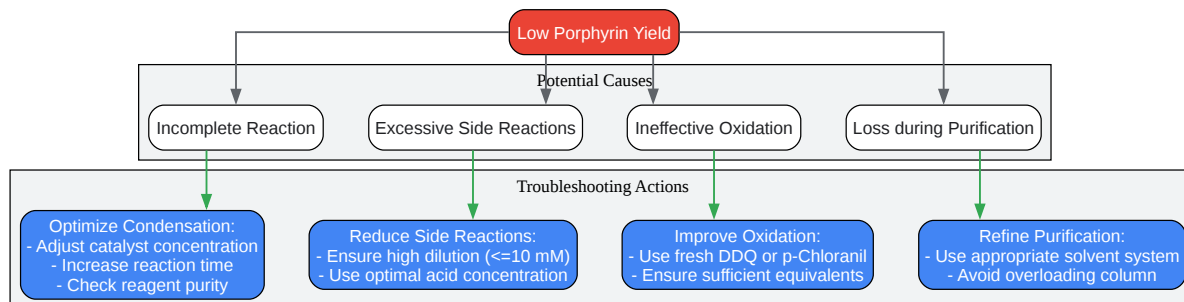 Low Porphyrin Yield
Potential Causes
Incomplete Reaction
Excessive Side Reactions
Ineffective Oxidation
Loss during Purification
Troubleshooting Actions
Optimize Condensation:
- Adjust catalyst concentration
- Increase reaction time
- Check reagent purity
Reduce Side Reactions:
- Ensure high dilution (<=10 mM)
- Use optimal acid concentration
Improve Oxidation:
- Use fresh DDQ or p-Chloranil
- Ensure sufficient equivalents
Refine Purification:
- Use appropriate solvent system
- Avoid overloading column